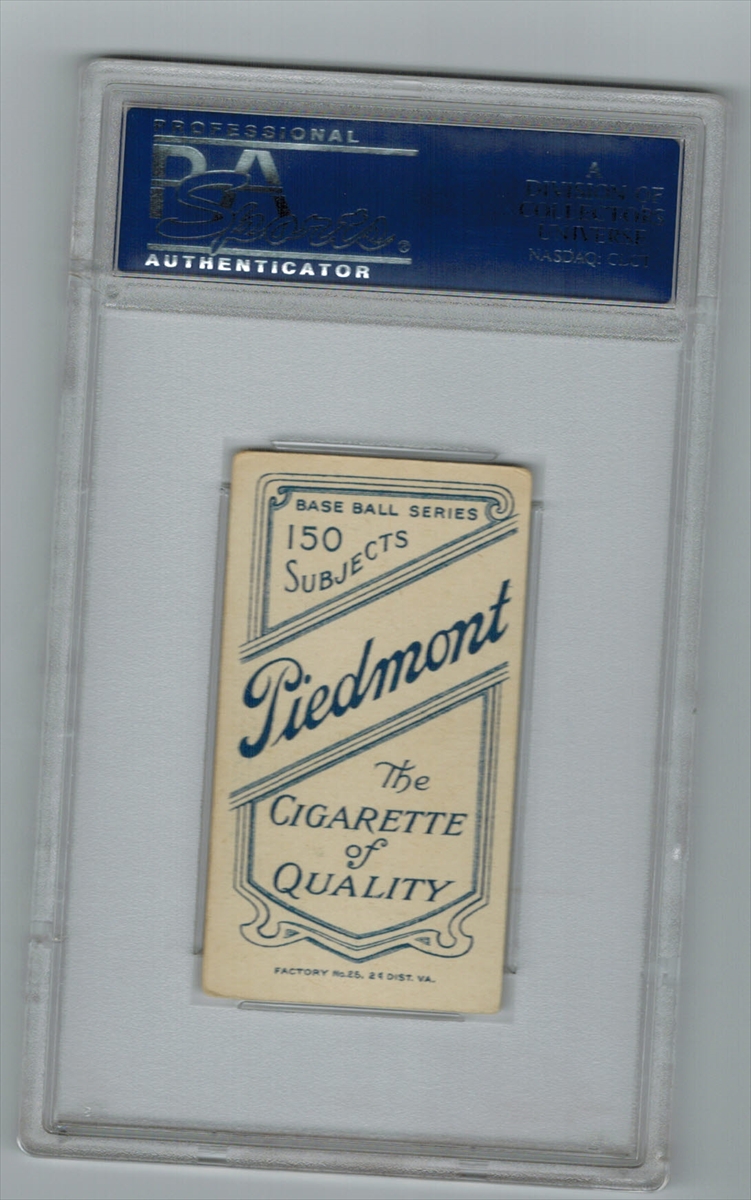 PROFESSIONAL
PSA
Sports®
AUTHENTICATOR
A
DIVISION OF
COLLECTORS
UNIVERSE
NASDAQ: CLCT
BASE BALL SERIES
150
SUBJECTS
Piedmont
The
CIGARETTE
of
QUALITY
FACTORY No.25, 2d DIST. VA.